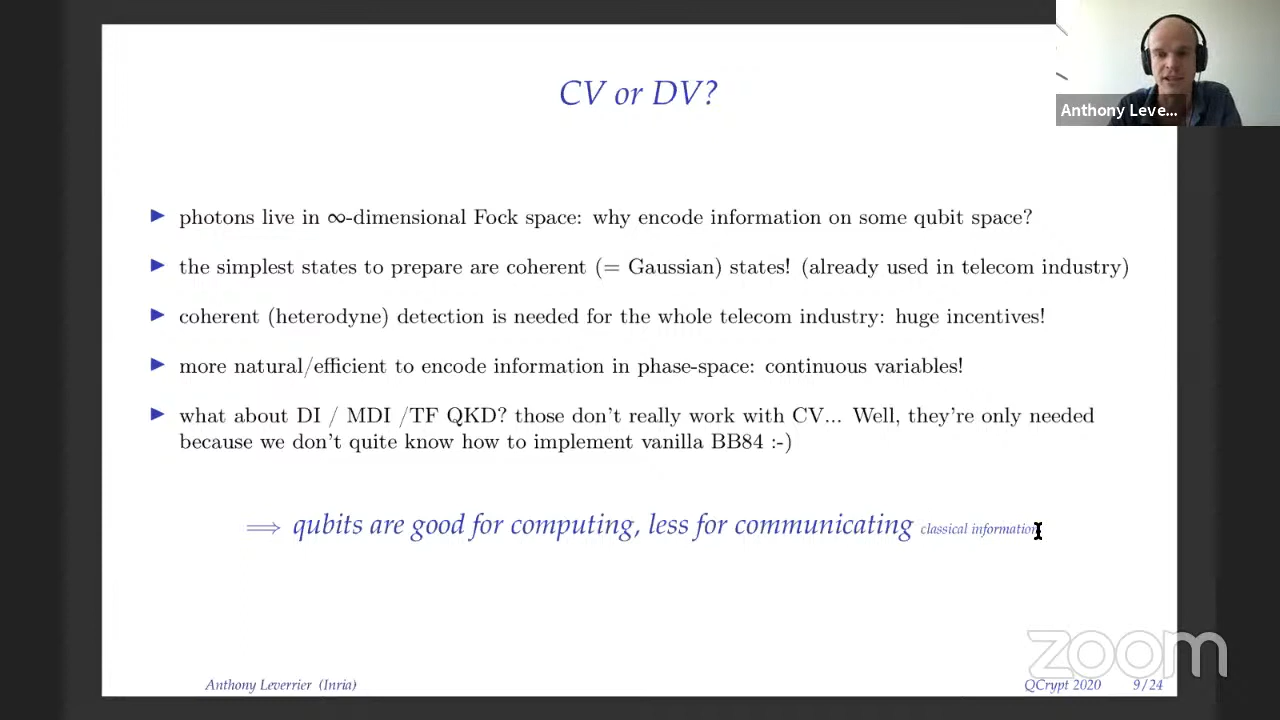 CV or DV?
Anthony Leve...
▶ photons live in ∞-dimensional Fock space: why encode information on some qubit space?
▶ the simplest states to prepare are coherent (= Gaussian) states! (already used in telecom industry)
▶ coherent (heterodyne) detection is needed for the whole telecom industry: huge incentives!
▶ more natural/efficient to encode information in phase-space: continuous variables!
▶ what about DI / MDI /TF QKD? those don't really work with CV... Well, they're only needed
because we don't quite know how to implement vanilla BB84 :-)
⟹ qubits are good for computing, less for communicating classical information
zoom
Anthony Leverrier (Inria) QCrypt 2020 9/24